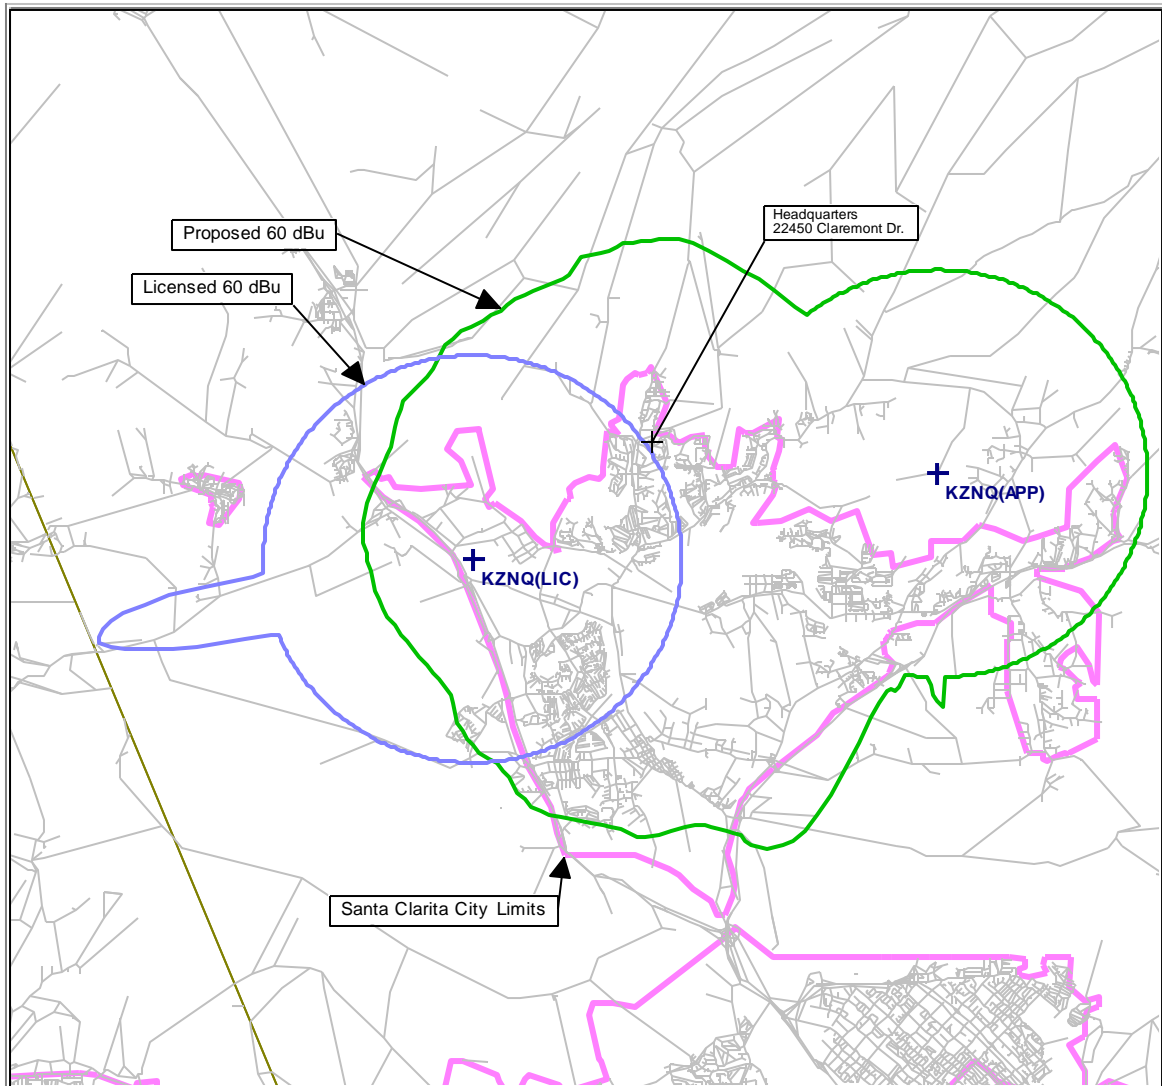 Headquarters
22450 Claremont Dr.
Proposed 60 dBu
Licensed 60 dBu
KZNQ(APP)
KZNQ(LIC)
Santa Clarita City Limits